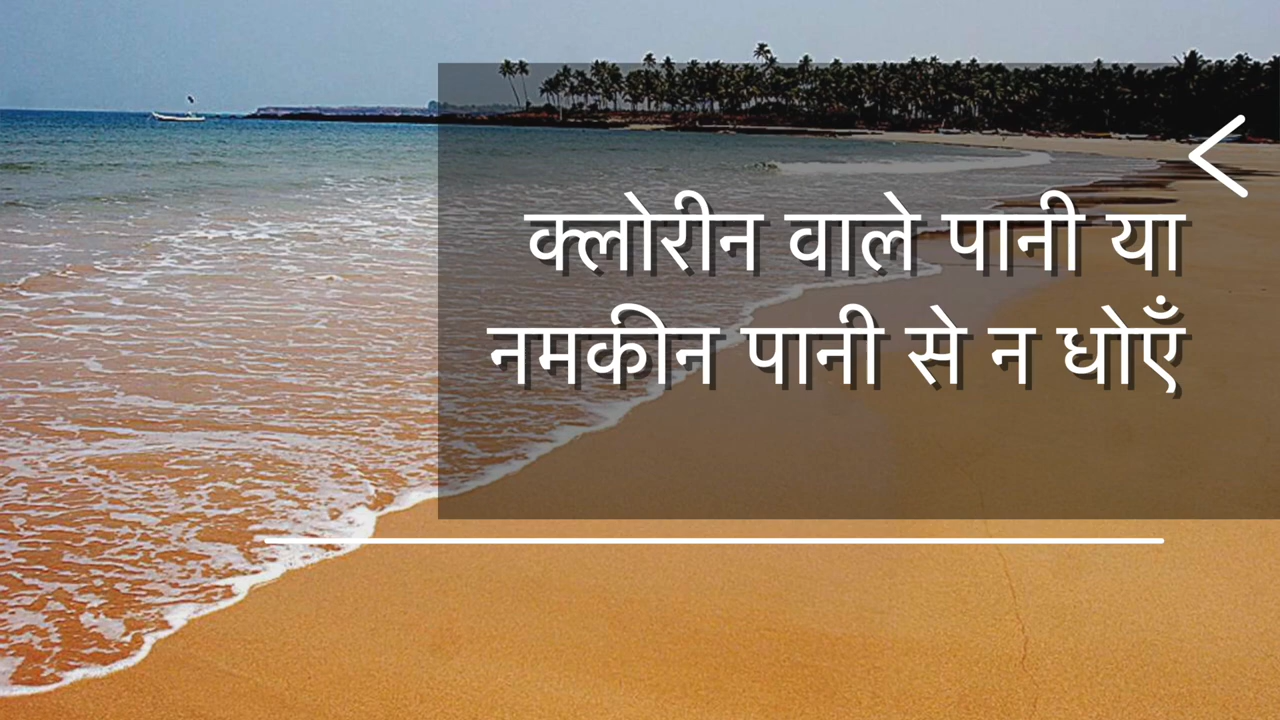 क्लोरीन वाले पानी या
नमकीन पानी से न धोएँ